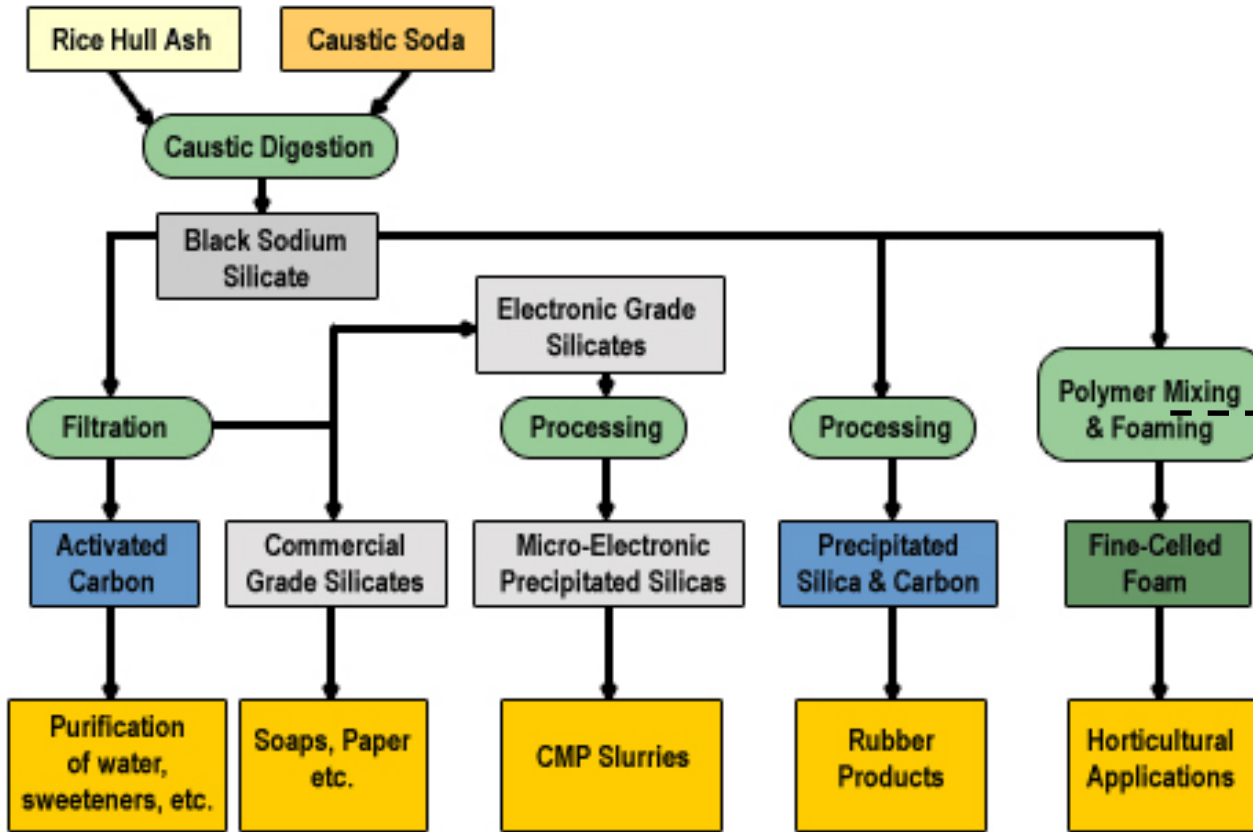 Rice Hull Ash
Caustic Soda
Caustic Digestion
Black Sodium
Silicate
Electronic Grade
Silicates
Filtration
Processing
Processing
Polymer Mixing
& Foaming
Activated
Carbon
Commercial
Grade Silicates
Micro-Electronic
Precipitated Silicas
Precipitated
Silica & Carbon
Fine-Celled
Foam
Purification
of water,
sweeteners, etc.
Soaps, Paper
etc.
CMP Slurries
Rubber
Products
Horticultural
Applications